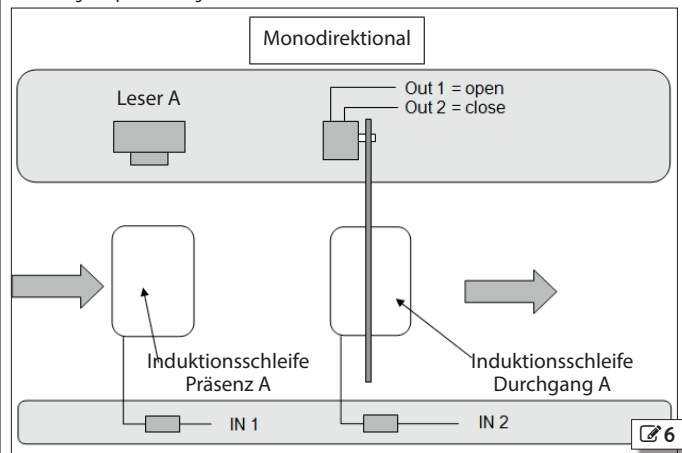 Monodirektional
Leser A
Out 1 = open
Out 2 = close
Induktionsschleife
Präsenz A
Induktionsschleife
Durchgang A
IN 1
IN 2
6